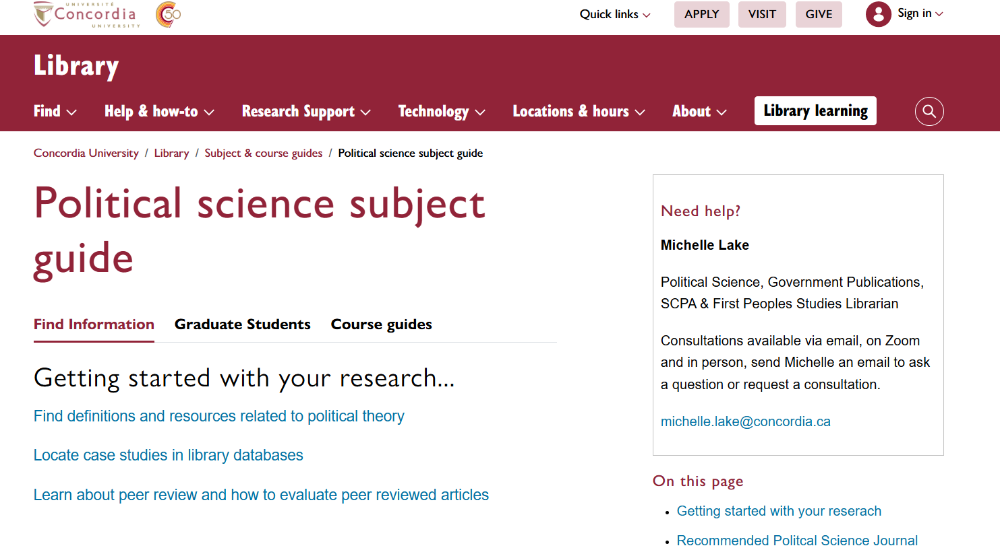 UNIVERSITÉ
Concordia
UNIVERSITY
50
Quick links
APPLY
VISIT
GIVE
Sign in
Library
Find
Help & how-to
Research Support
Technology
Locations & hours
About
Library learning
Concordia University / Library / Subject & course guides / Political science subject guide
Political science subject
guide
Find Information
Graduate Students
Course guides
Getting started with your research...
Find definitions and resources related to political theory
Locate case studies in library databases
Learn about peer review and how to evaluate peer reviewed articles
Need help?
Michelle Lake
Political Science, Government Publications,
SCPA & First Peoples Studies Librarian
Consultations available via email, on Zoom
and in person, send Michelle an email to ask
a question or request a consultation.
michelle.lake@concordia.ca
On this page
• Getting started with your reserach
• Recommended Politcal Science Journal